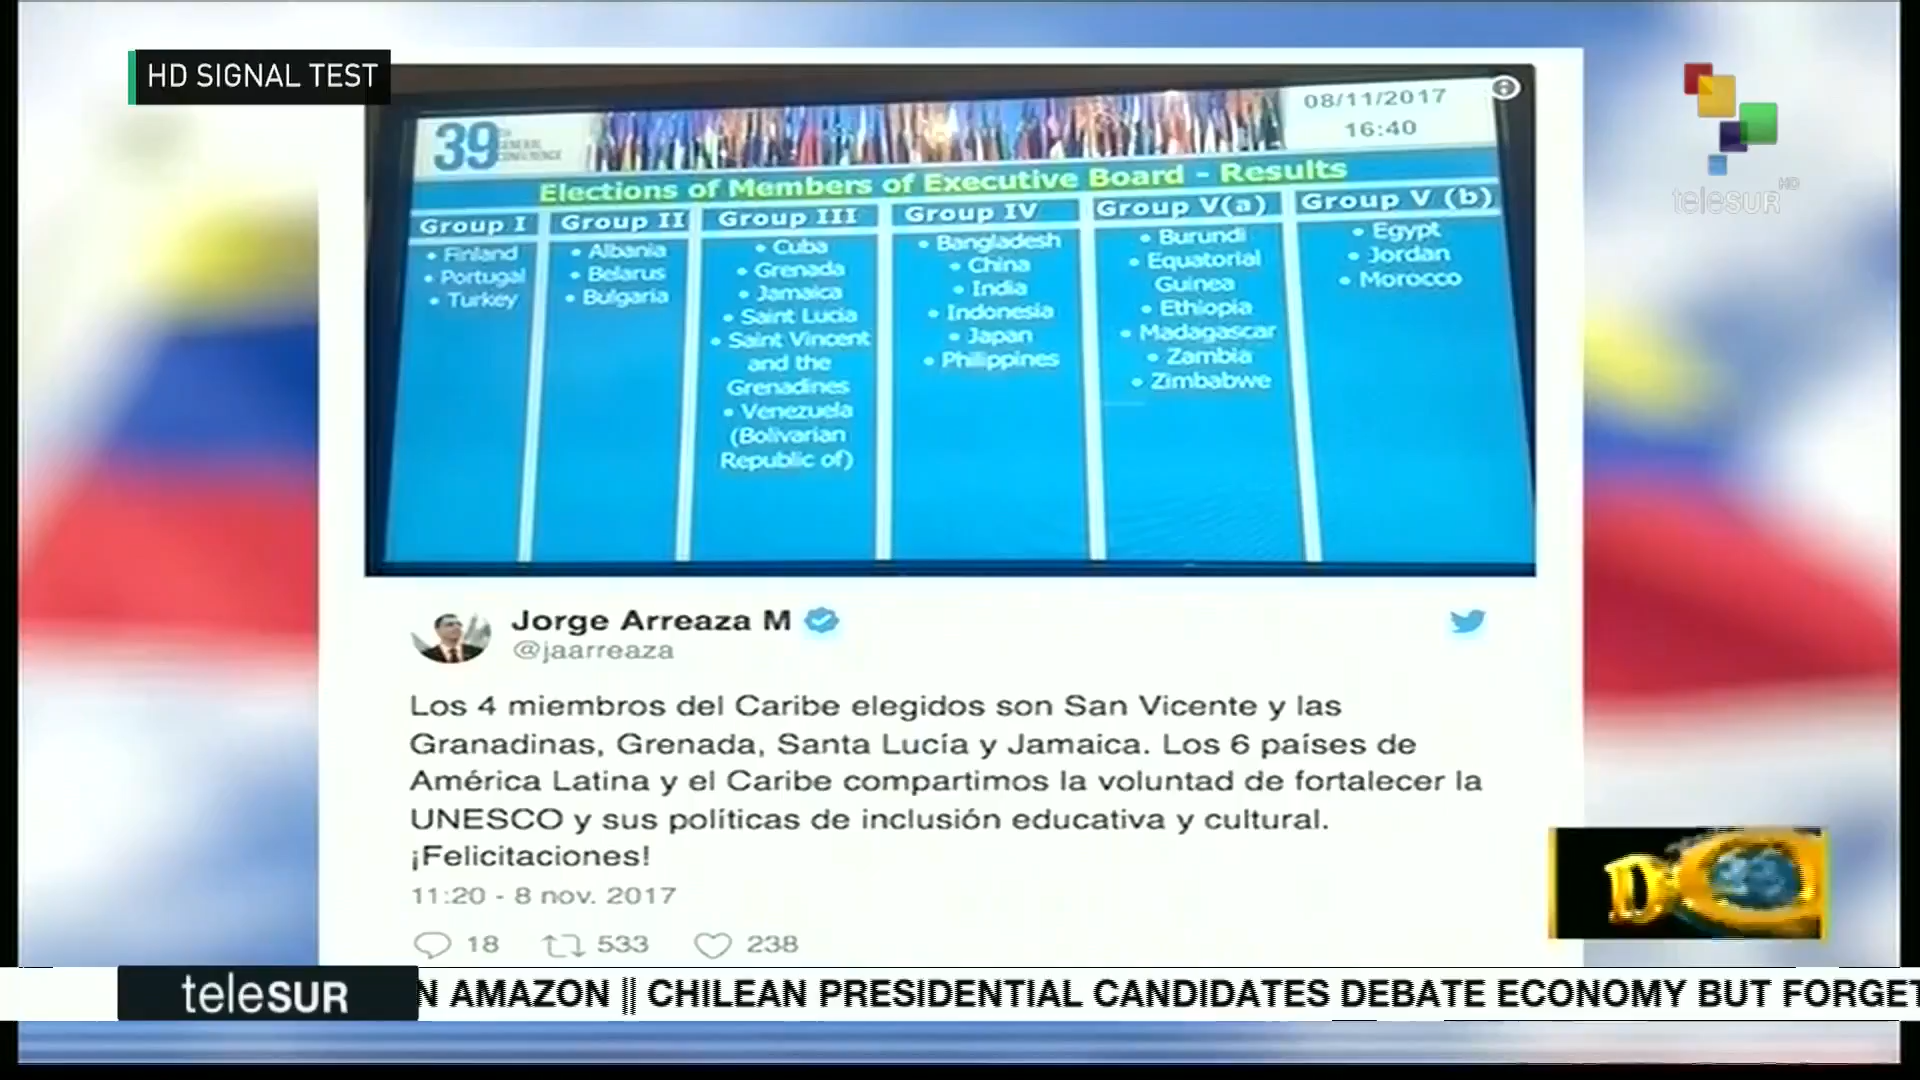 HD SIGNAL TEST
39
GENERAL
CONFERENCE
08/11/2017
16:40
Elections of Members of Executive Board - Results
Group I
• Finland
• Portugal
• Turkey
Group II
• Albania
• Belarus
• Bulgaria
Group III
• Cuba
• Grenada
• Jamaica
• Saint Lucia
• Saint Vincent
and the
Grenadines
• Venezuela
(Bolivarian
Republic of)
Group IV
• Bangladesh
• China
• India
• Indonesia
• Japan
• Philippines
Group V(a)
• Burundi
• Equatorial
Guinea
• Ethiopia
• Madagascar
• Zambia
• Zimbabwe
Group V (b)
• Egypt
• Jordan
• Morocco
teleSUR HD
Jorge Arreaza M
@jaarreaza
Los 4 miembros del Caribe elegidos son San Vicente y las
Granadinas, Grenada, Santa Lucía y Jamaica. Los 6 países de
América Latina y el Caribe compartimos la voluntad de fortalecer la
UNESCO y sus políticas de inclusión educativa y cultural.
¡Felicitaciones!
11:20 - 8 nov. 2017
18 533 238
teleSUR
N AMAZON || CHILEAN PRESIDENTIAL CANDIDATES DEBATE ECONOMY BUT FORGET